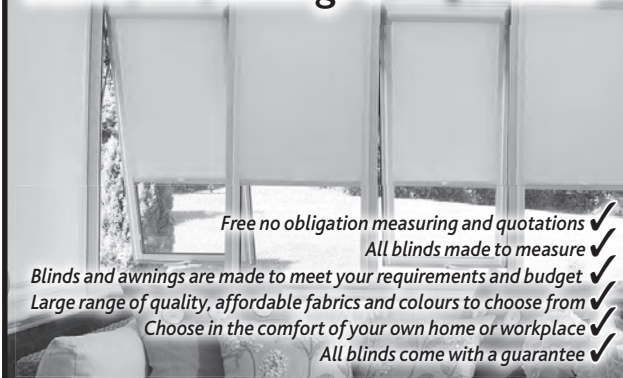 Free no obligation measuring and quotations ✓
All blinds made to measure ✓
Blinds and awnings are made to meet your requirements and budget ✓
Large range of quality, affordable fabrics and colours to choose from ✓
Choose in the comfort of your own home or workplace ✓
All blinds come with a guarantee ✓